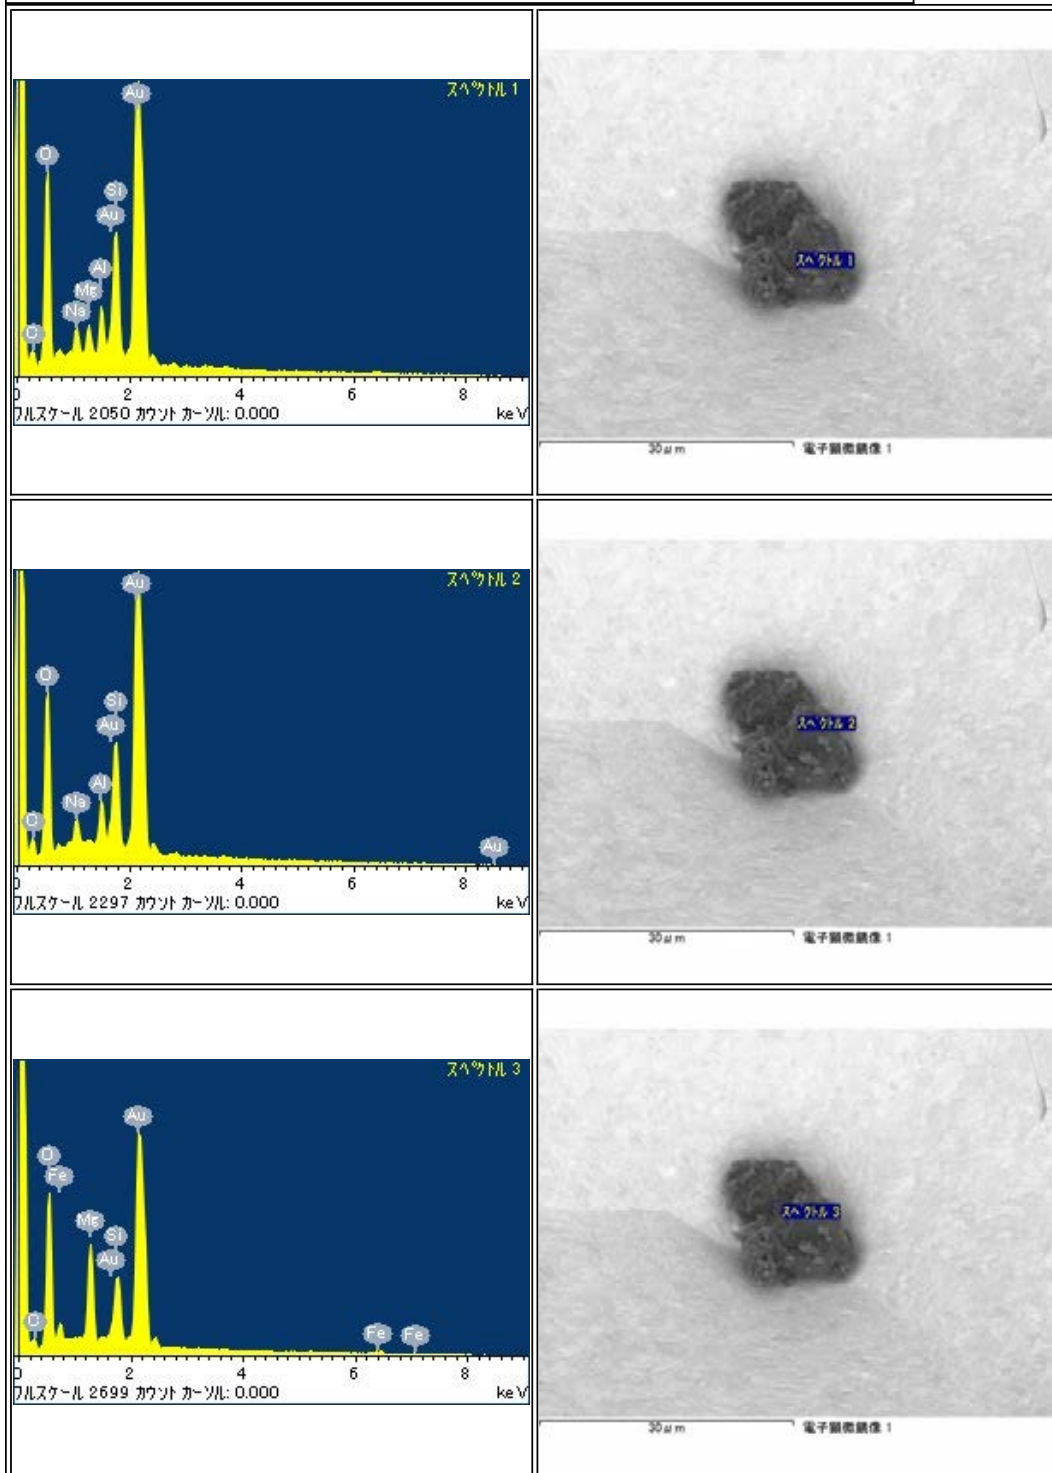 スペクトル 1
Au
O
Si
Au
Al
Mg
Na
C
0 2 4 6 8
フルスケール 2050 カウント カーソル: 0.000 keV
スペクトル 1
30μm 電子顕微鏡像 1
スペクトル 2
Au
O
Si
Au
Al
Na
C
Au
2 4 6 8
フルスケール 2297 カウント カーソル: 0.000 keV
スペクトル 2
30μm 電子顕微鏡像 1
スペクトル 3
Au
O
Fe
Mg
Si
Au
C
Fe Fe
0 2 4 6 8
フルスケール 2699 カウント カーソル: 0.000 keV
スペクトル 3
30μm 電子顕微鏡像 1